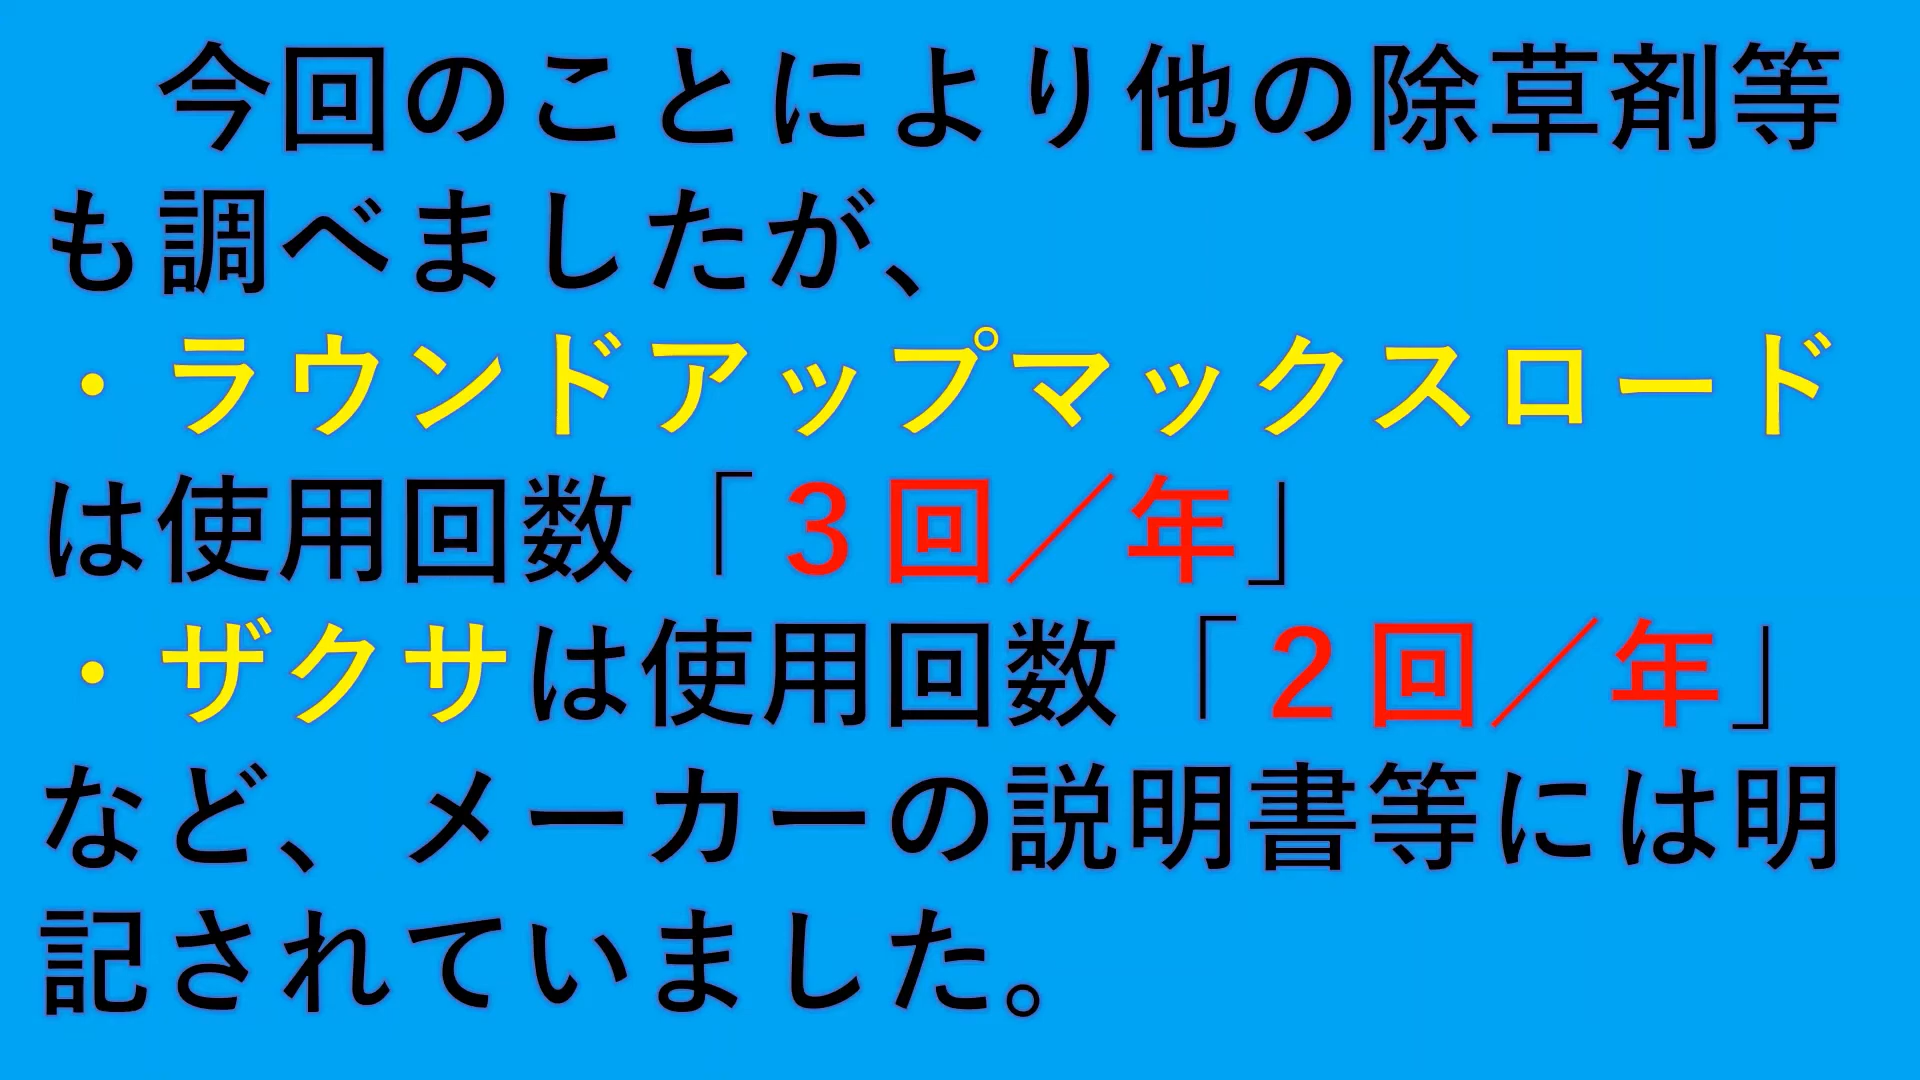 今回のことにより他の除草剤等
も調べましたが、
・ラウンドアップマックスロード
は使用回数「３回／年」
・ザクサは使用回数「２回／年」
など、メーカーの説明書等には明
記されていました。